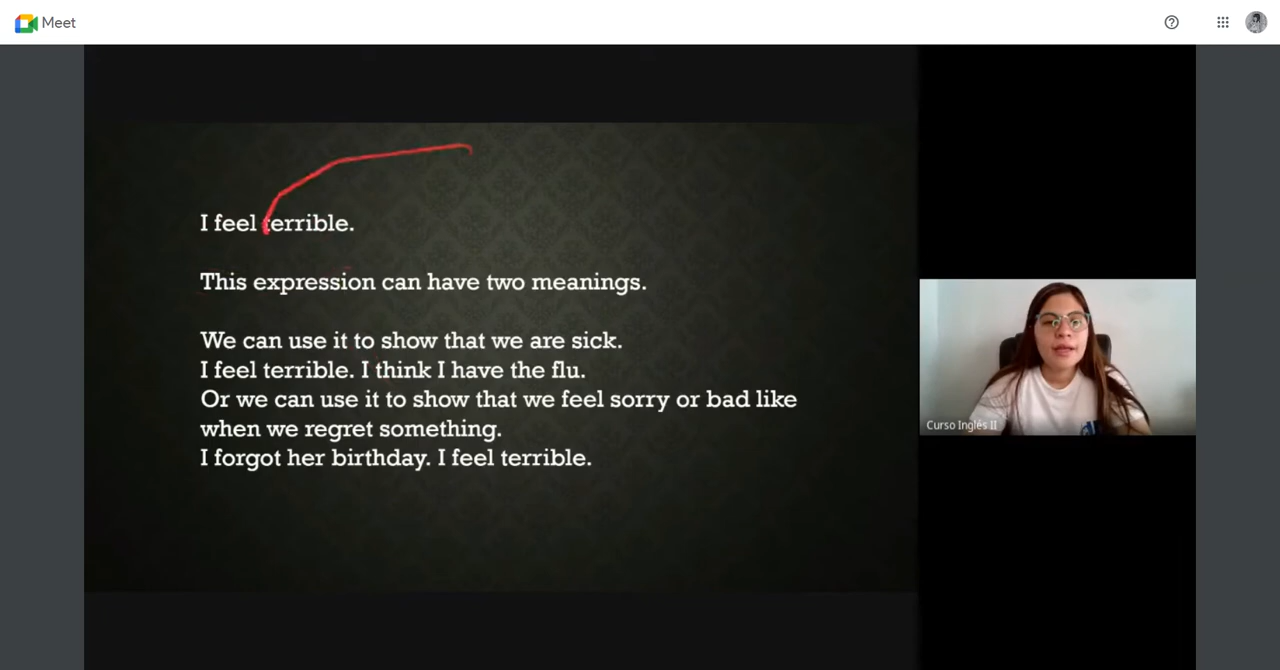 Meet
I feel terrible.
This expression can have two meanings.
We can use it to show that we are sick.
I feel terrible. I think I have the flu.
Or we can use it to show that we feel sorry or bad like
when we regret something.
I forgot her birthday. I feel terrible.
Curso Inglés II